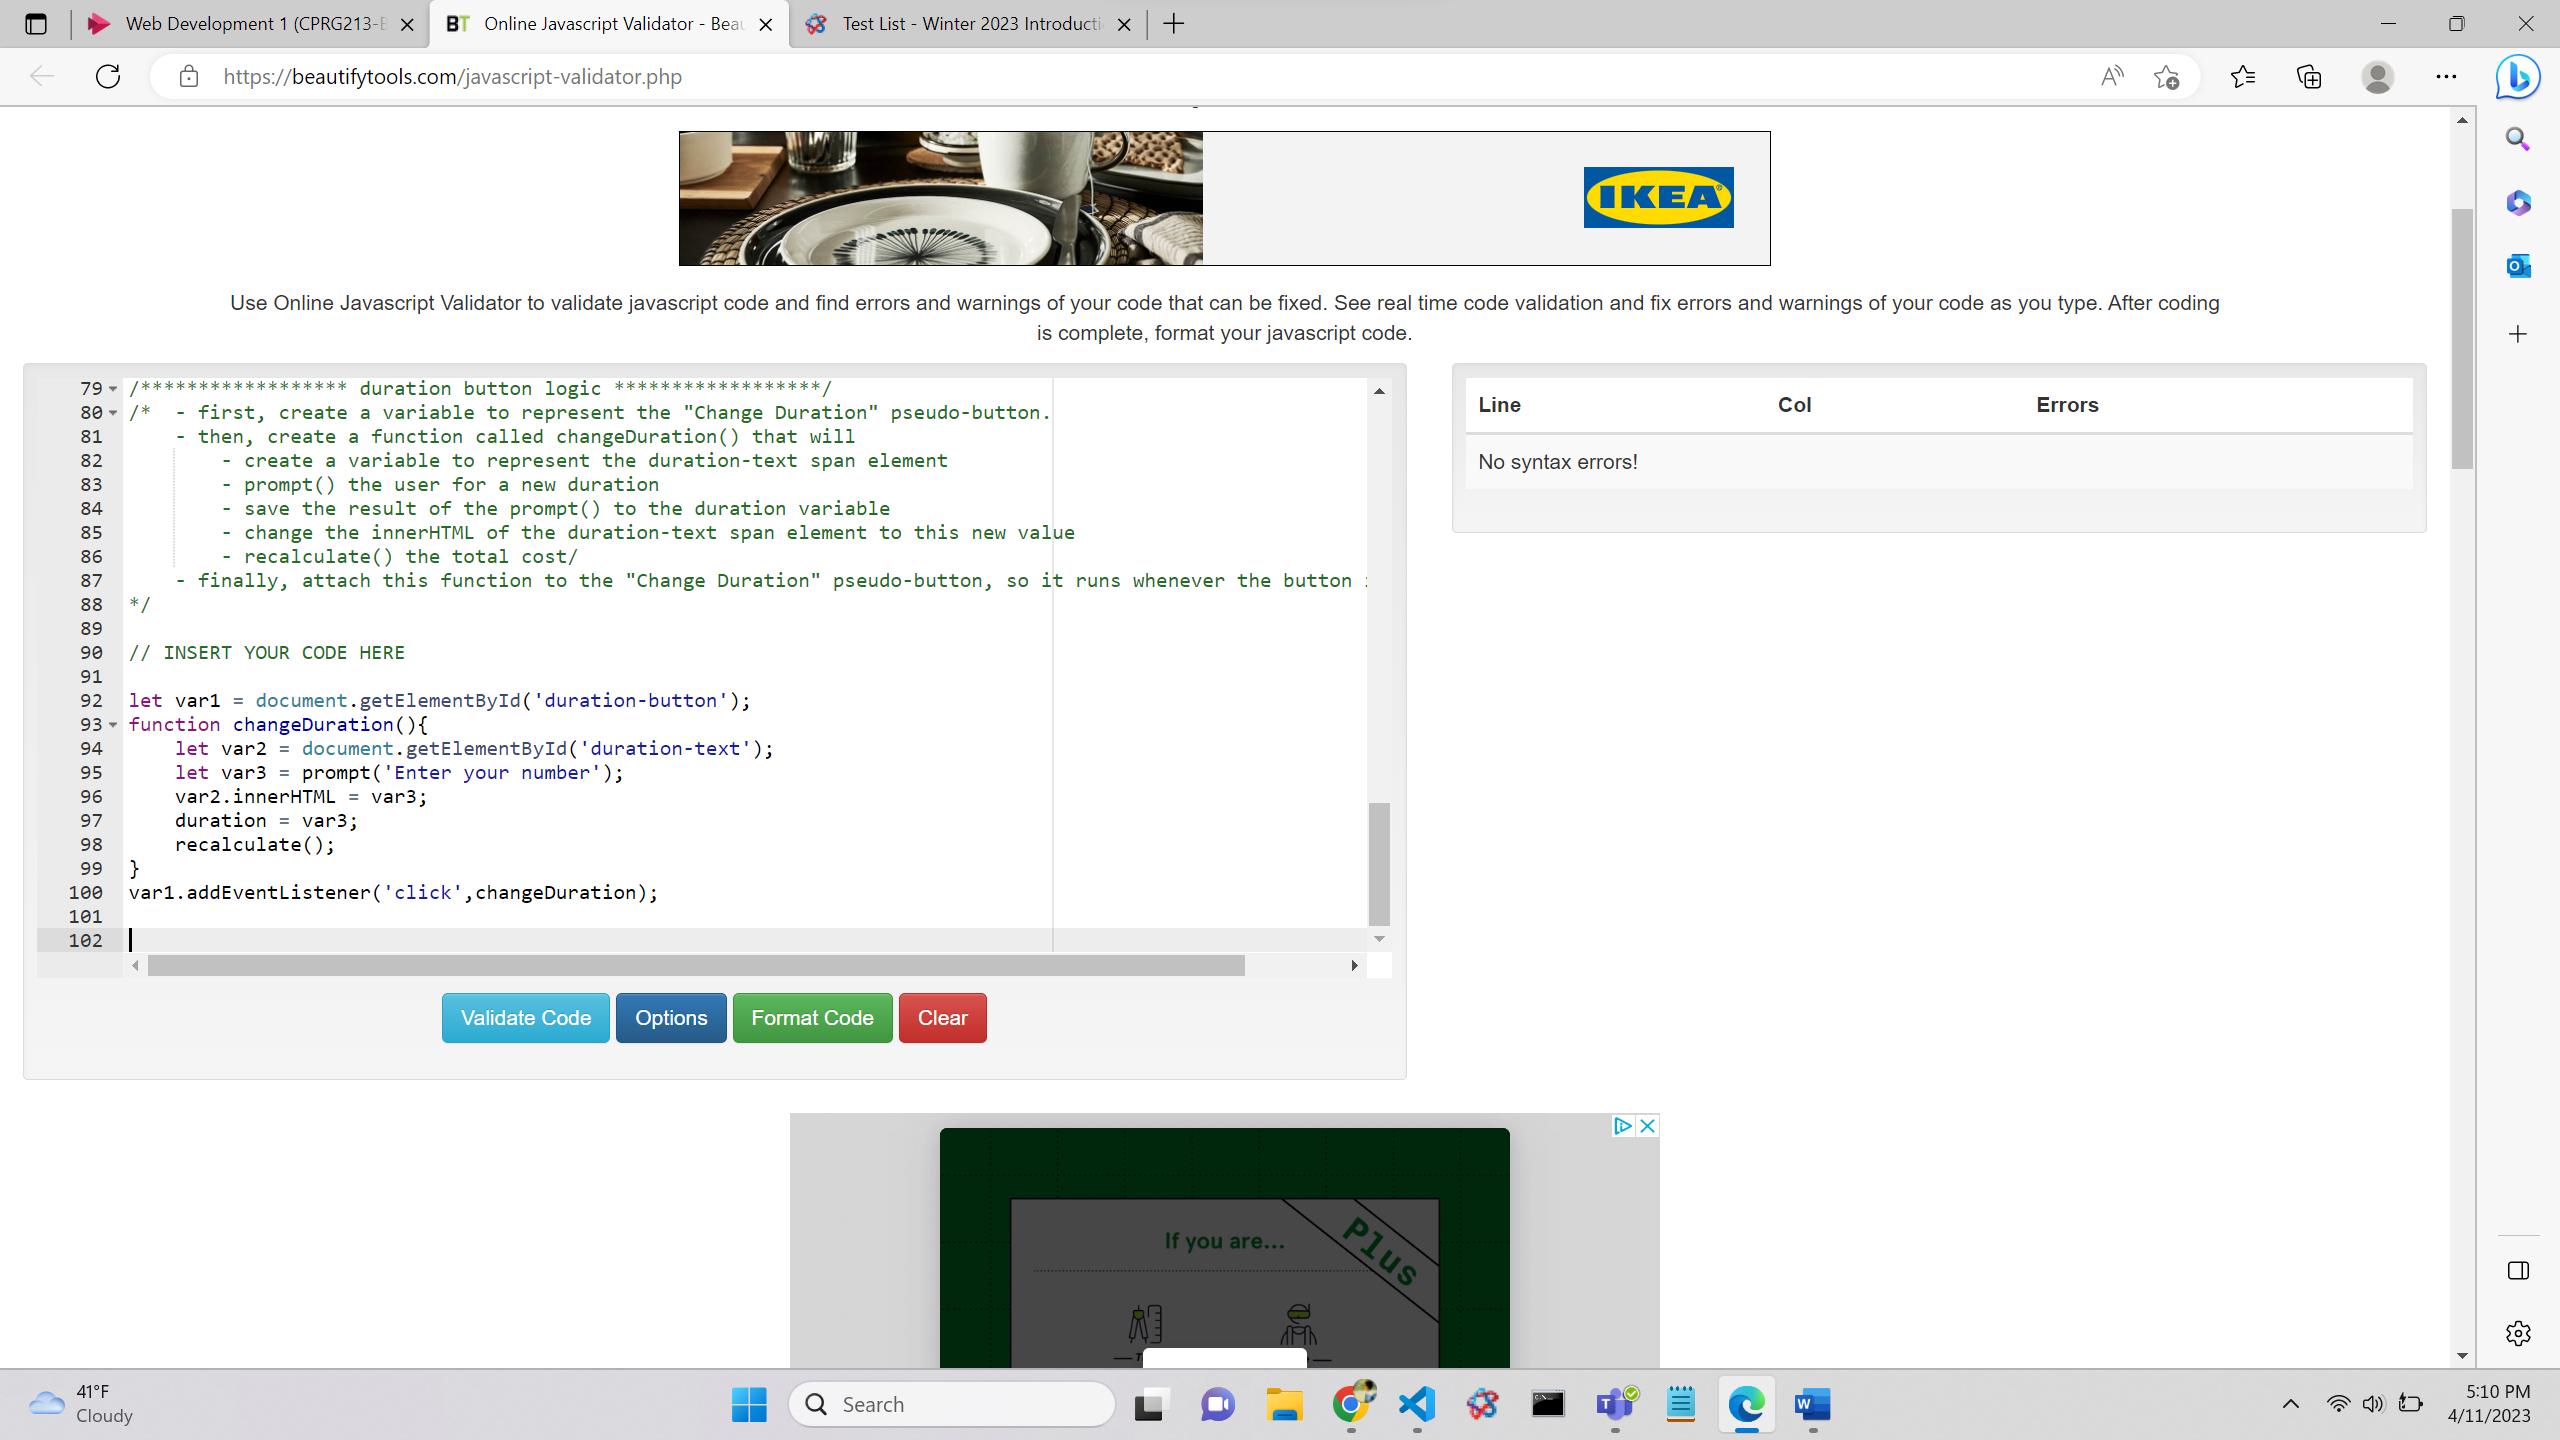 Web Development 1 (CPRG213-B
Online Javascript Validator - Beau
Test List - Winter 2023 Introducti
https://beautifytools.com/javascript-validator.php
IKEA
Use Online Javascript Validator to validate javascript code and find errors and warnings of your code that can be fixed. See real time code validation and fix errors and warnings of your code as you type. After coding
is complete, format your javascript code.
79 /****************** duration button logic ******************/
80 /*  - first, create a variable to represent the "Change Duration" pseudo-button.
81     - then, create a function called changeDuration() that will
82         - create a variable to represent the duration-text span element
83         - prompt() the user for a new duration
84         - save the result of the prompt() to the duration variable
85         - change the innerHTML of the duration-text span element to this new value
86         - recalculate() the total cost/
87     - finally, attach this function to the "Change Duration" pseudo-button, so it runs whenever the button
88 */
89
90 // INSERT YOUR CODE HERE
91
92 let var1 = document.getElementById('duration-button');
93 function changeDuration(){
94     let var2 = document.getElementById('duration-text');
95     let var3 = prompt('Enter your number');
96     var2.innerHTML = var3;
97     duration = var3;
98     recalculate();
99 }
100 var1.addEventListener('click',changeDuration);
101
102
Line Col Errors
No syntax errors!
Validate Code Options Format Code Clear
If you are...
Plus
41°F
Cloudy
Search
5:10 PM
4/11/2023